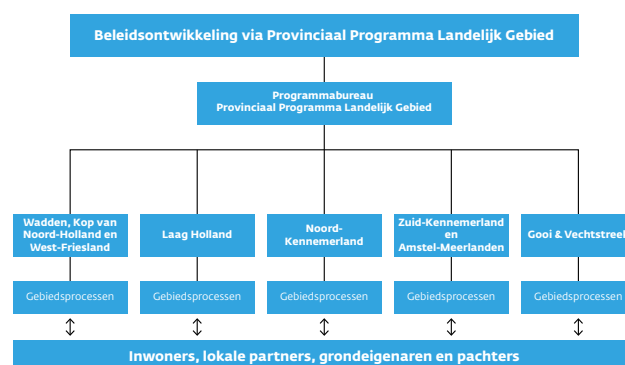 Beleidsontwikkeling via Provinciaal Programma Landelijk Gebied
Programmabureau
Provinciaal Programma Landelijk Gebied
Wadden, Kop van
Noord-Holland en
West-Friesland
Laag Holland
Noord-
Kennemerland
Zuid-Kennemerland
en
Amstel-Meerlanden
Gooi & Vechtstreek
Gebiedsprocessen
Gebiedsprocessen
Gebiedsprocessen
Gebiedsprocessen
Gebiedsprocessen
Inwoners, lokale partners, grondeigenaren en pachters